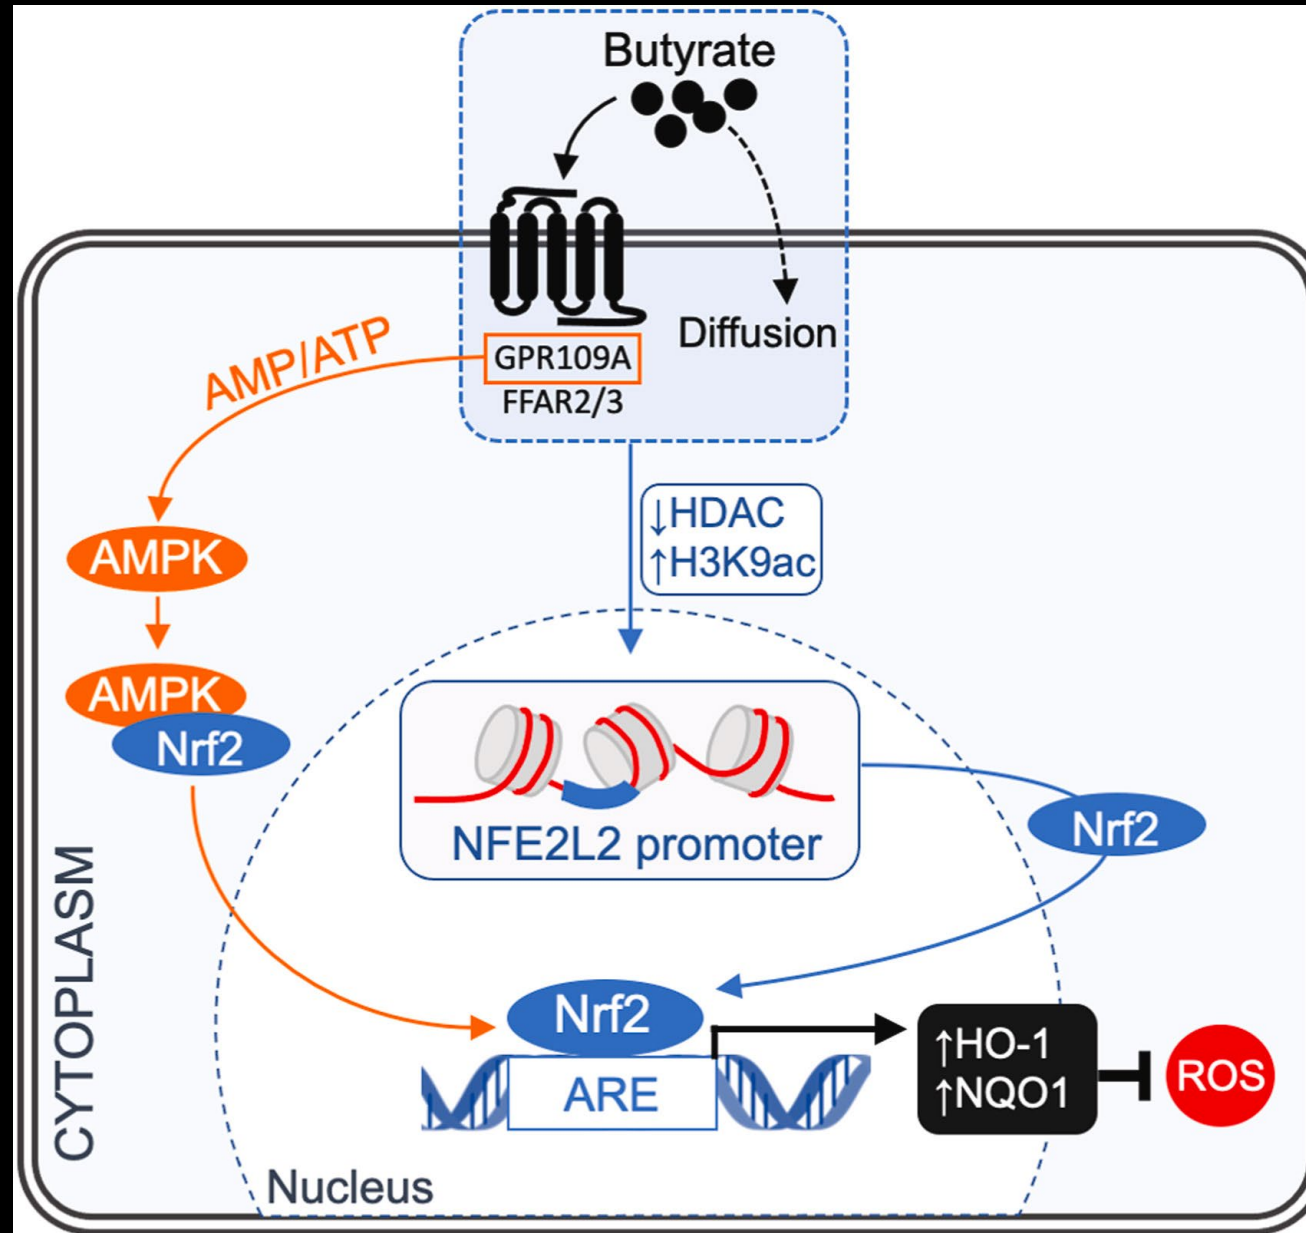 Butyrate
Diffusion
GPR109A
FFAR2/3
AMP/ATP
↓HDAC
↑H3K9ac
AMPK
AMPK
Nrf2
NFE2L2 promoter
Nrf2
CYTOPLASM
Nrf2
ARE
↑HO-1
↑NQO1
ROS
Nucleus